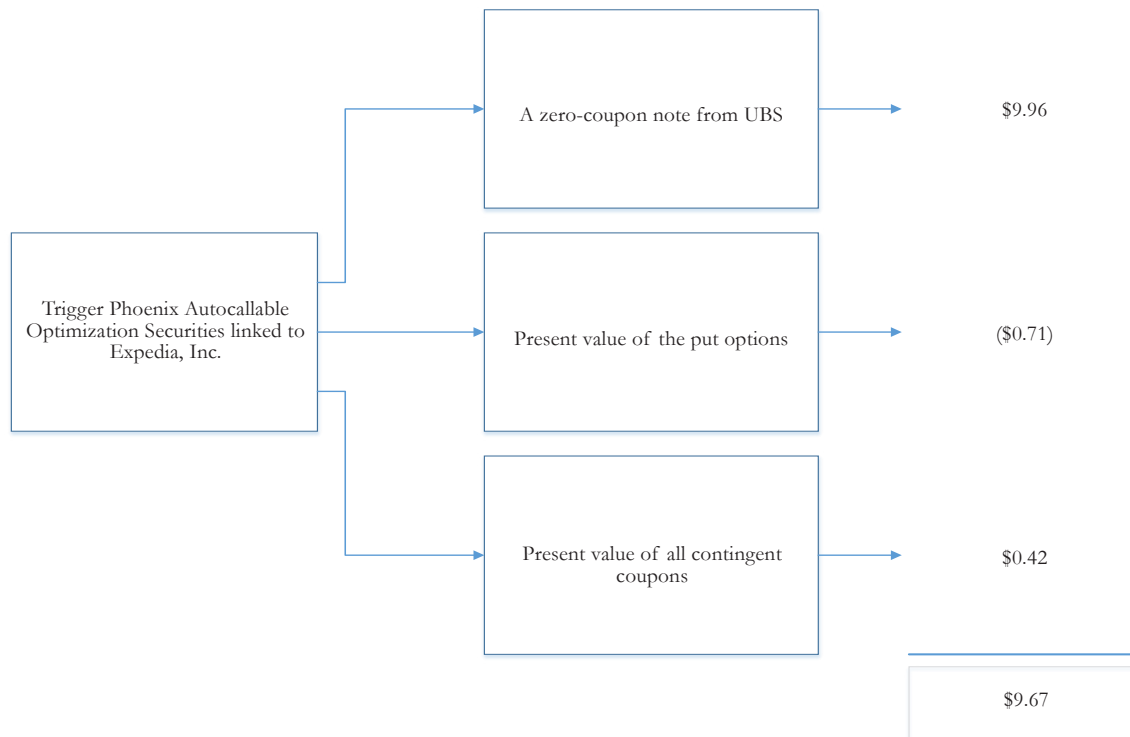 A zero-coupon note from UBS
$9.96
Trigger Phoenix Autocallable
Optimization Securities linked to
Expedia, Inc.
Present value of the put options
($0.71)
Present value of all contingent
coupons
$0.42
$9.67